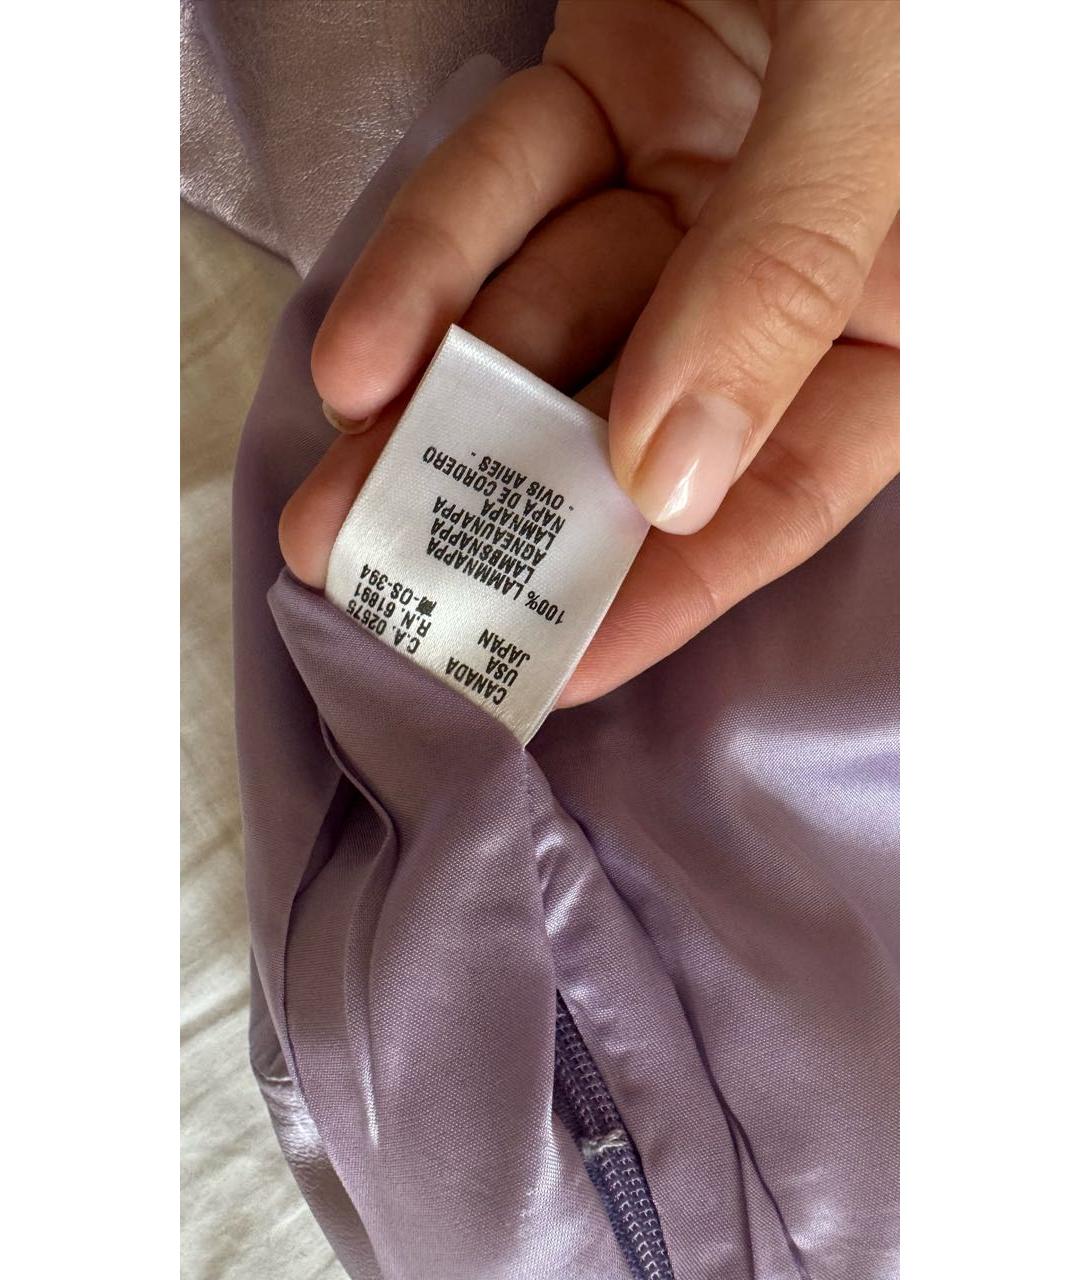 CANADA C.A. 02575
USA R.N. 61891
JAPAN -OS-394
100% LAMMNAPPA
LAMBSNAPPA
AGNEAUNAPPA
LAMNAPA
NAPA DE CORDERO
- OVIS ARIES -